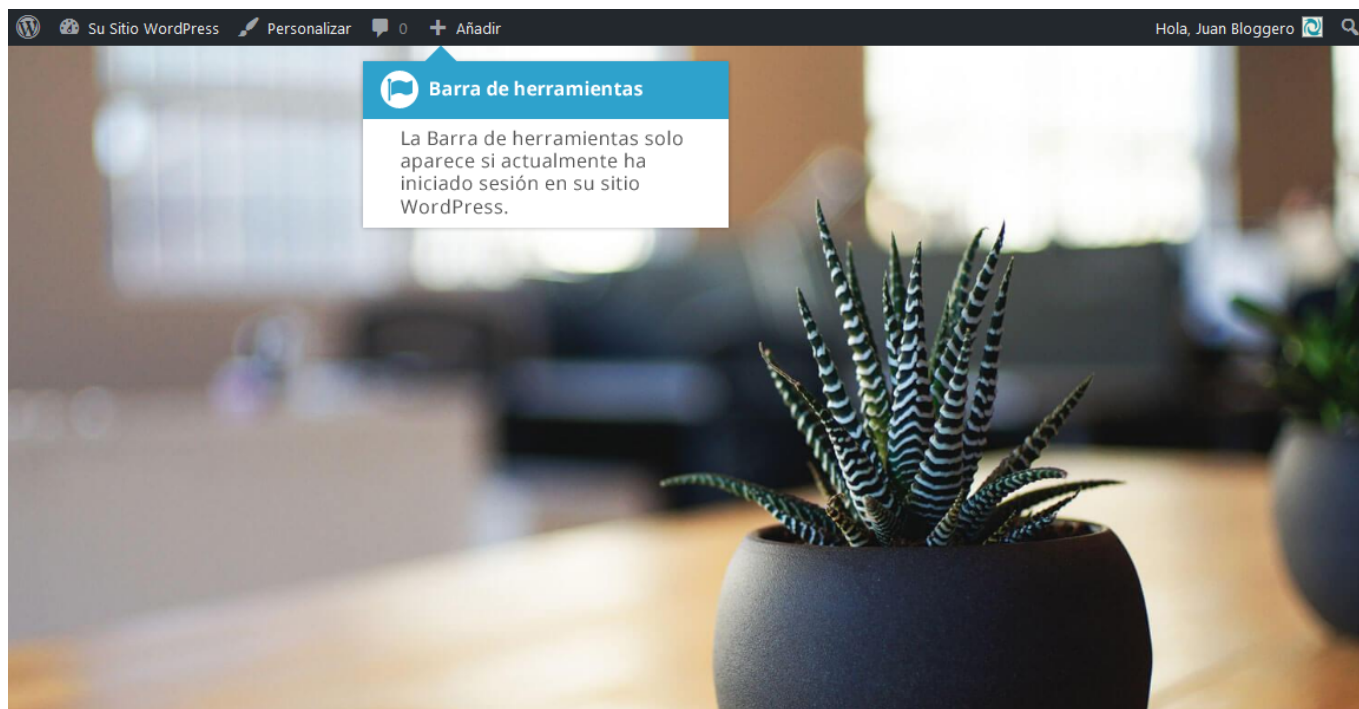 Su Sitio WordPress Personalizar 0 Añadir Hola, Juan Bloggero
Barra de herramientas
La Barra de herramientas solo
aparece si actualmente ha
iniciado sesión en su sitio
WordPress.